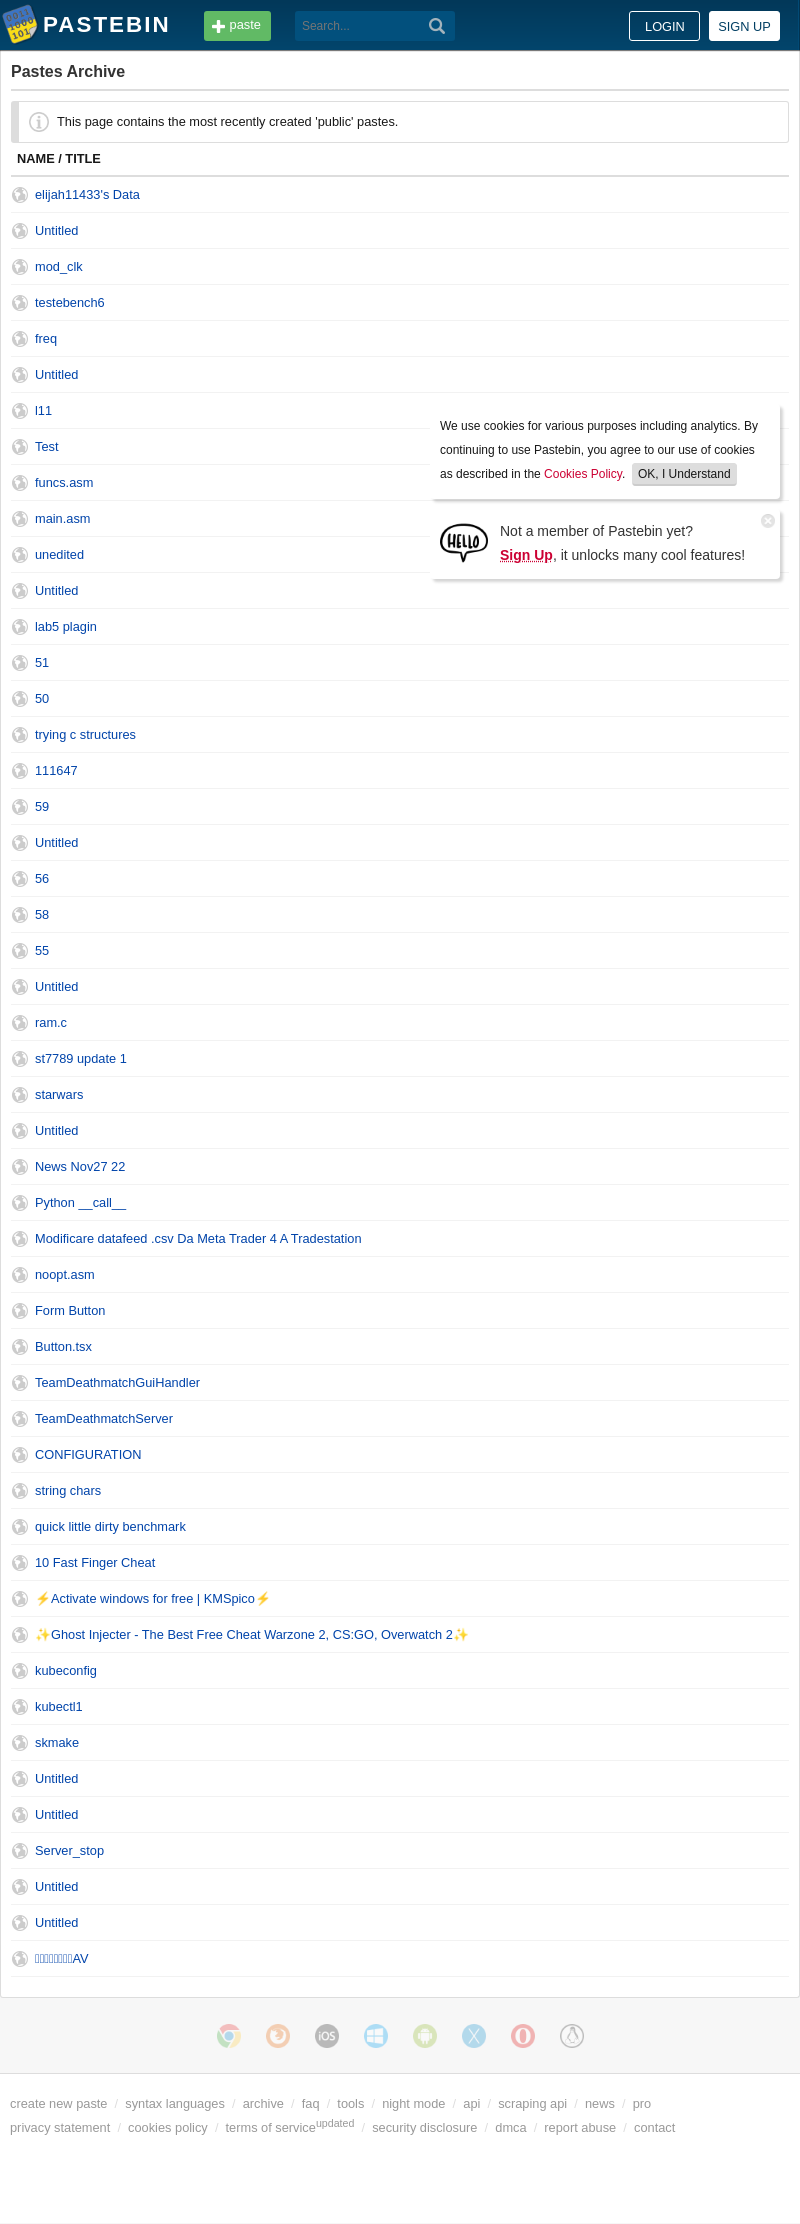 PASTEBIN
paste
Search...
LOGIN
SIGN UP
Pastes Archive
This page contains the most recently created 'public' pastes.
NAME / TITLE
elijah11433's Data
Untitled
mod_clk
testebench6
freq
Untitled
l11
Test
funcs.asm
main.asm
unedited
Untitled
lab5 plagin
51
50
trying c structures
111647
59
Untitled
56
58
55
Untitled
ram.c
st7789 update 1
starwars
Untitled
News Nov27 22
Python __call__
Modificare datafeed .csv Da Meta Trader 4 A Tradestation
noopt.asm
Form Button
Button.tsx
TeamDeathmatchGuiHandler
TeamDeathmatchServer
CONFIGURATION
string chars
quick little dirty benchmark
10 Fast Finger Cheat
⚡Activate windows for free | KMSpico⚡
✨Ghost Injecter - The Best Free Cheat Warzone 2, CS:GO, Overwatch 2✨
kubeconfig
kubectl1
skmake
Untitled
Untitled
Server_stop
Untitled
Untitled
AV
We use cookies for various purposes including analytics. By
continuing to use Pastebin, you agree to our use of cookies
as described in the Cookies Policy. OK, I Understand
HELLO
Not a member of Pastebin yet?
Sign Up, it unlocks many cool features!
iOS
create new paste / syntax languages / archive / faq / tools / night mode / api / scraping api / news / pro
privacy statement / cookies policy / terms of serviceupdated / security disclosure / dmca / report abuse / contact